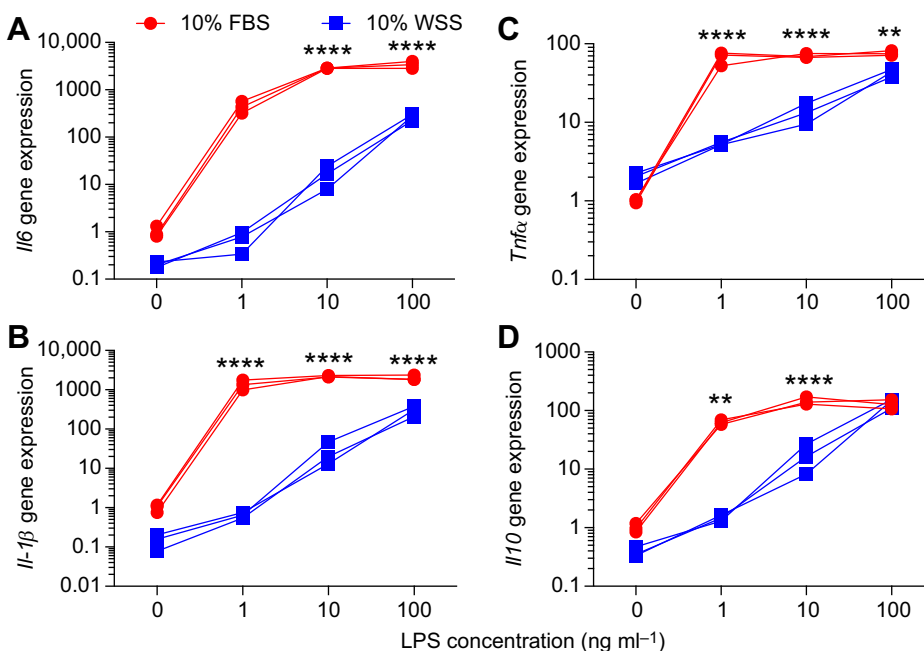 10% FBS 10% WSS
A
10,000
1000
100
10
1
0.1
Il6 gene expression
**** ****
0 1 10 100
C
100
10
1
0.1
Tnfα gene expression
**** **** **
0 1 10 100
B
10,000
1000
100
10
1
0.1
0.01
Il-1β gene expression
**** **** ****
0 1 10 100
D
1000
100
10
1
0.1
Il10 gene expression
** ****
0 1 10 100
LPS concentration (ng ml⁻¹)